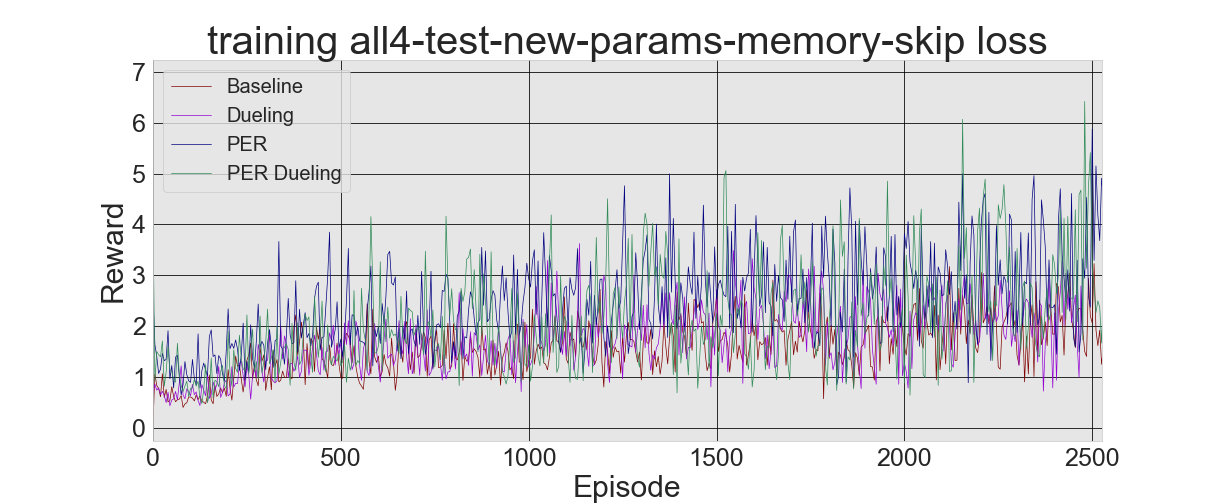 training all4-test-new-params-memory-skip loss
7
6
5
4
3
2
1
0
Reward
Baseline
Dueling
PER
PER Dueling
0
500
1000
1500
2000
2500
Episode